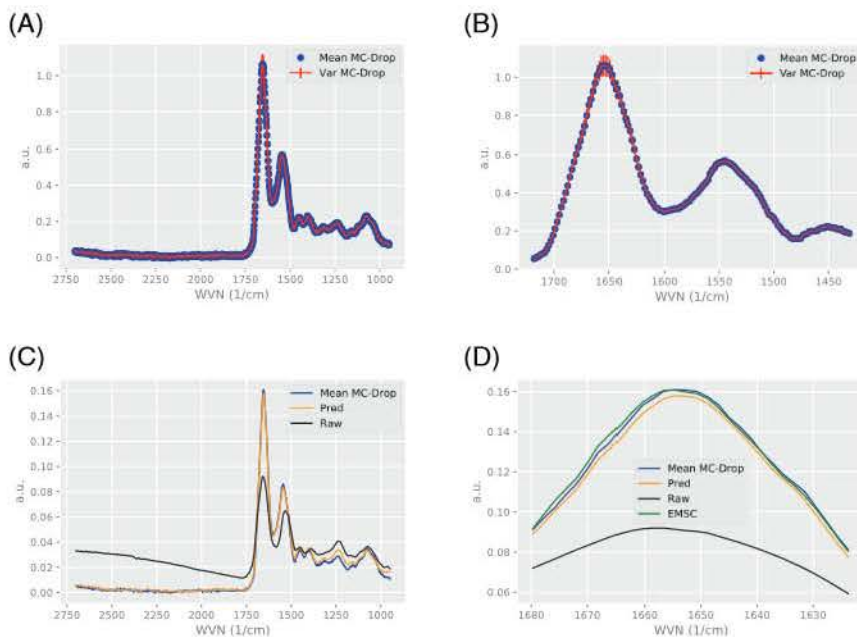 (A)
Mean MC-Drop
Var MC-Drop
1.0
0.8
0.6
0.4
0.2
0.0
a.u.
2750 2500 2250 2000 1750 1500 1250 1000
WVN (1/cm)
(B)
Mean MC-Drop
Var MC-Drop
1.0
0.8
0.6
0.4
0.2
0.0
a.u.
1700 1650 1600 1550 1500 1450
WVN (1/cm)
(C)
Mean MC-Drop
Pred
Raw
0.16
0.14
0.12
0.10
0.08
0.06
0.04
0.02
0.00
a.u.
2750 2500 2250 2000 1750 1500 1250 1000
WVN (1/cm)
(D)
Mean MC-Drop
Pred
Raw
EMSC
0.16
0.14
0.12
0.10
0.08
0.06
a.u.
1680 1670 1660 1650 1640 1630
WVN (1/cm)